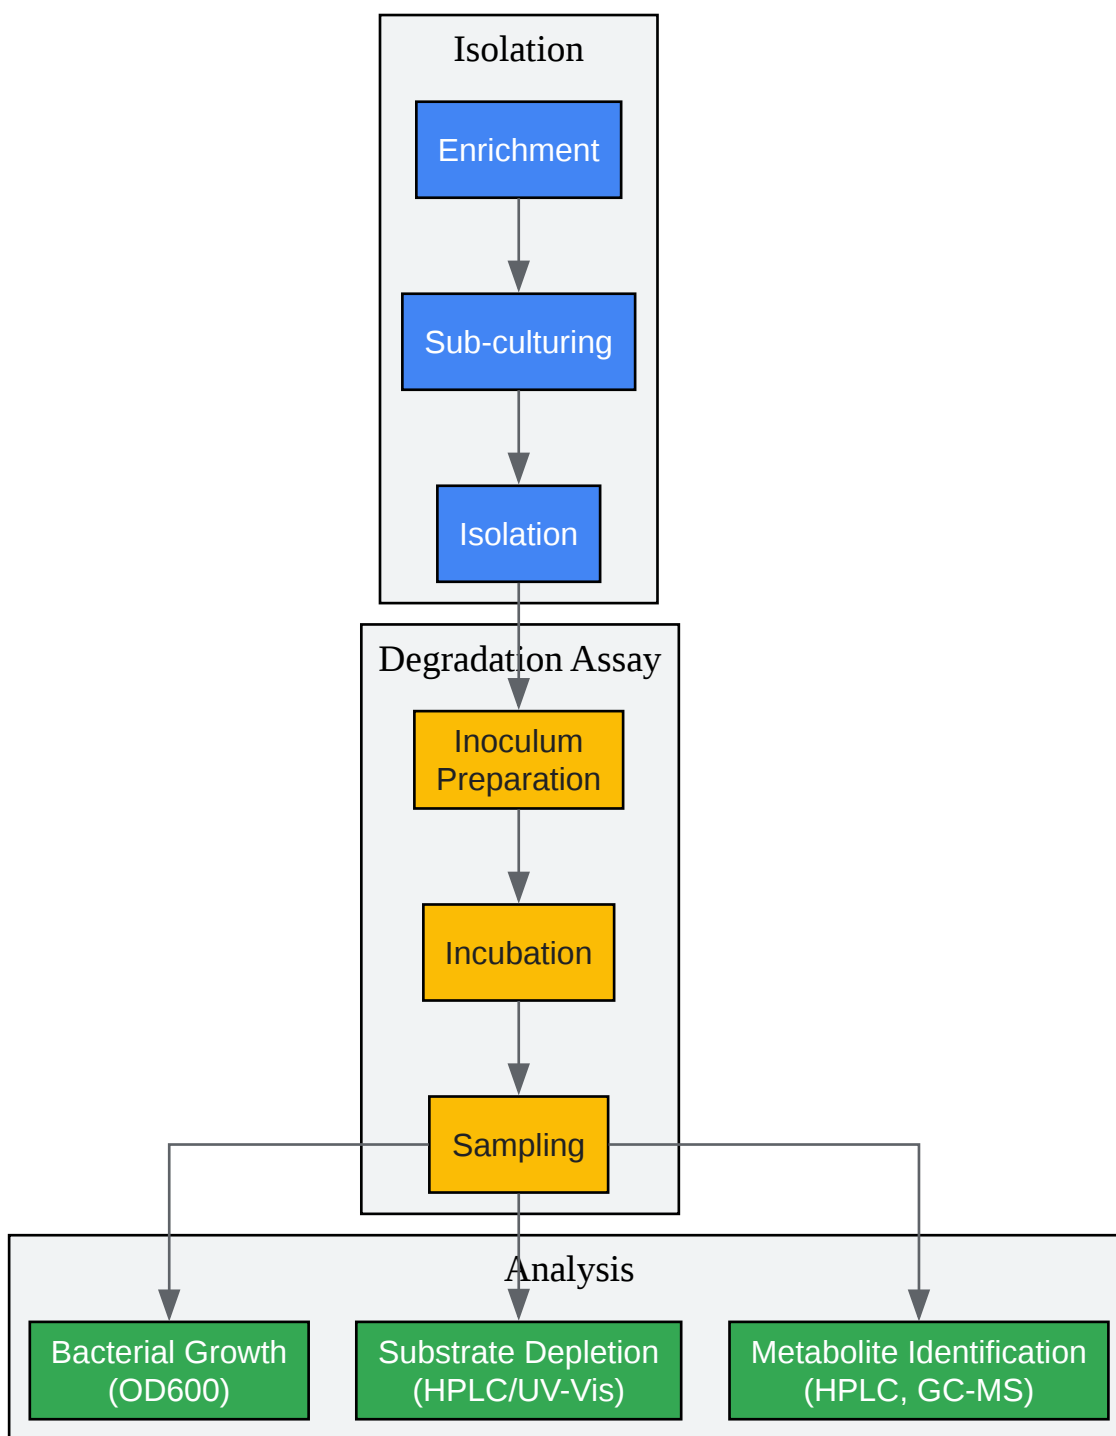 Isolation
Enrichment
Sub-culturing
Isolation
Degradation Assay
Inoculum
Preparation
Incubation
Sampling
Analysis
Bacterial Growth
(OD600)
Substrate Depletion
(HPLC/UV-Vis)
Metabolite Identification
(HPLC, GC-MS)